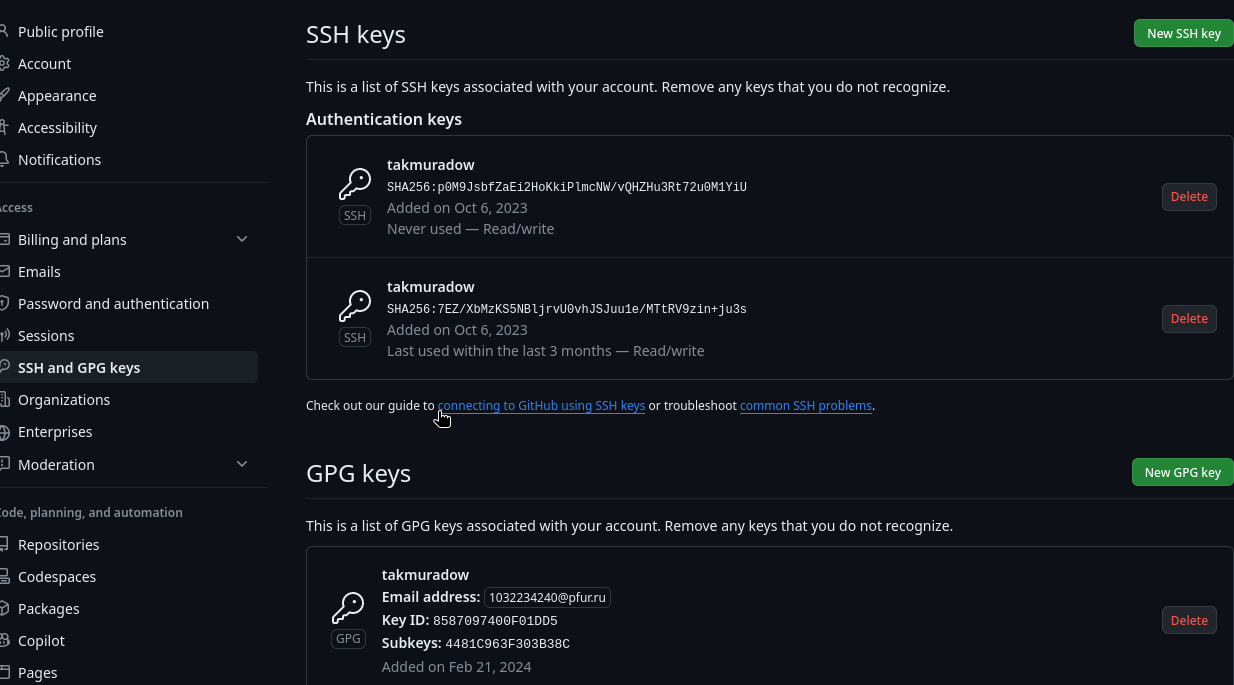 Public profile
Account
Appearance
Accessibility
Notifications
Access
Billing and plans
Emails
Password and authentication
Sessions
SSH and GPG keys
Organizations
Enterprises
Moderation
Code, planning, and automation
Repositories
Codespaces
Packages
Copilot
Pages
SSH keys
New SSH key
This is a list of SSH keys associated with your account. Remove any keys that you do not recognize.
Authentication keys
takmuradow
SHA256:p0M9JsbfZaEi2HoKkiPlmcNW/vQHZHu3Rt72u0M1YiU
SSH
Added on Oct 6, 2023
Never used — Read/write
Delete
takmuradow
SHA256:7EZ/XbMzKS5NBljrvU0vhJSJuu1e/MTtRV9zin+ju3s
SSH
Added on Oct 6, 2023
Last used within the last 3 months — Read/write
Delete
Check out our guide to connecting to GitHub using SSH keys or troubleshoot common SSH problems.
GPG keys
New GPG key
This is a list of GPG keys associated with your account. Remove any keys that you do not recognize.
takmuradow
Email address: 1032234240@pfur.ru
Key ID: 8587097400F01DD5
GPG
Subkeys: 4481C963F303B38C
Added on Feb 21, 2024
Delete